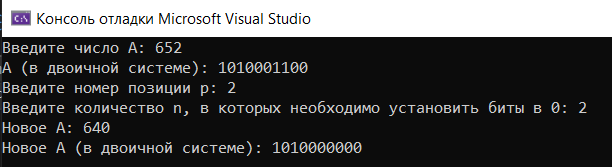 Консоль отладки Microsoft Visual Studio
Введите число A: 652
A (в двоичной системе): 1010001100
Введите номер позиции p: 2
Введите количество n, в которых необходимо установить биты в 0: 2
Новое A: 640
Новое A (в двоичной системе): 1010000000